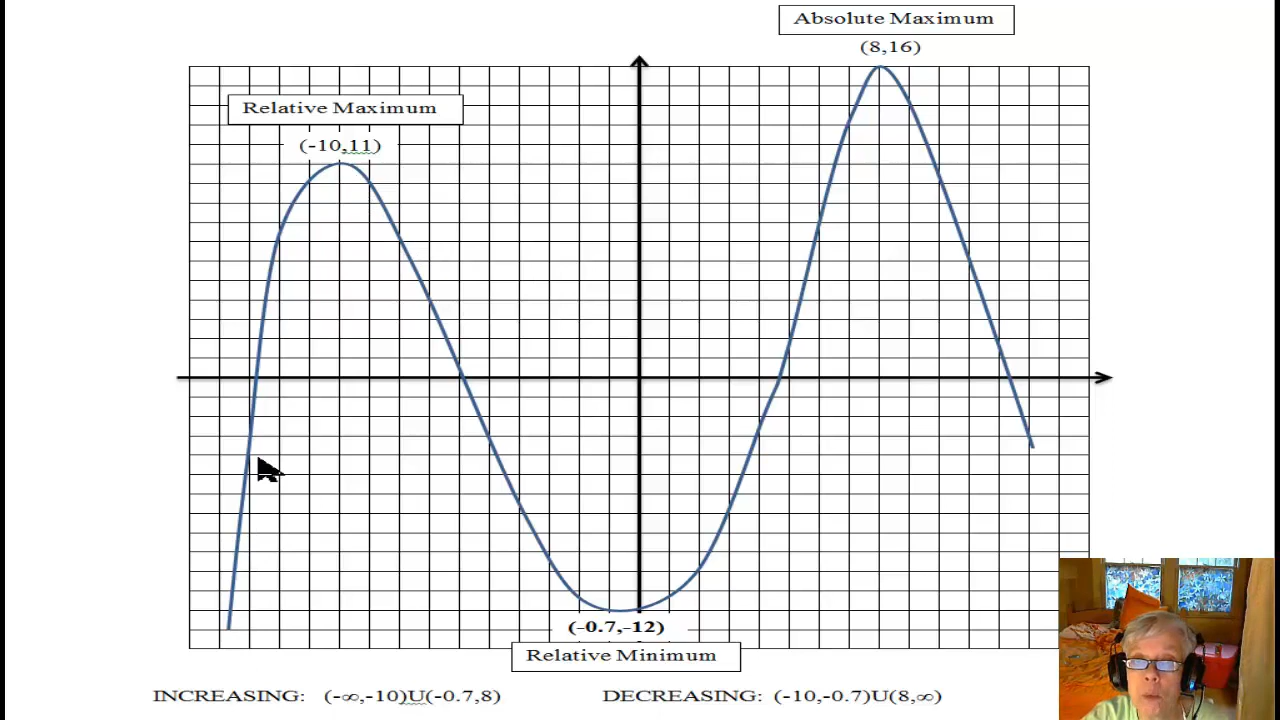 Absolute Maximum
(8,16)
Relative Maximum
(-10,11)
(-0.7,-12)
Relative Minimum
INCREASING: (-∞,-10)U(-0.7,8)
DECREASING: (-10,-0.7)U(8,∞)